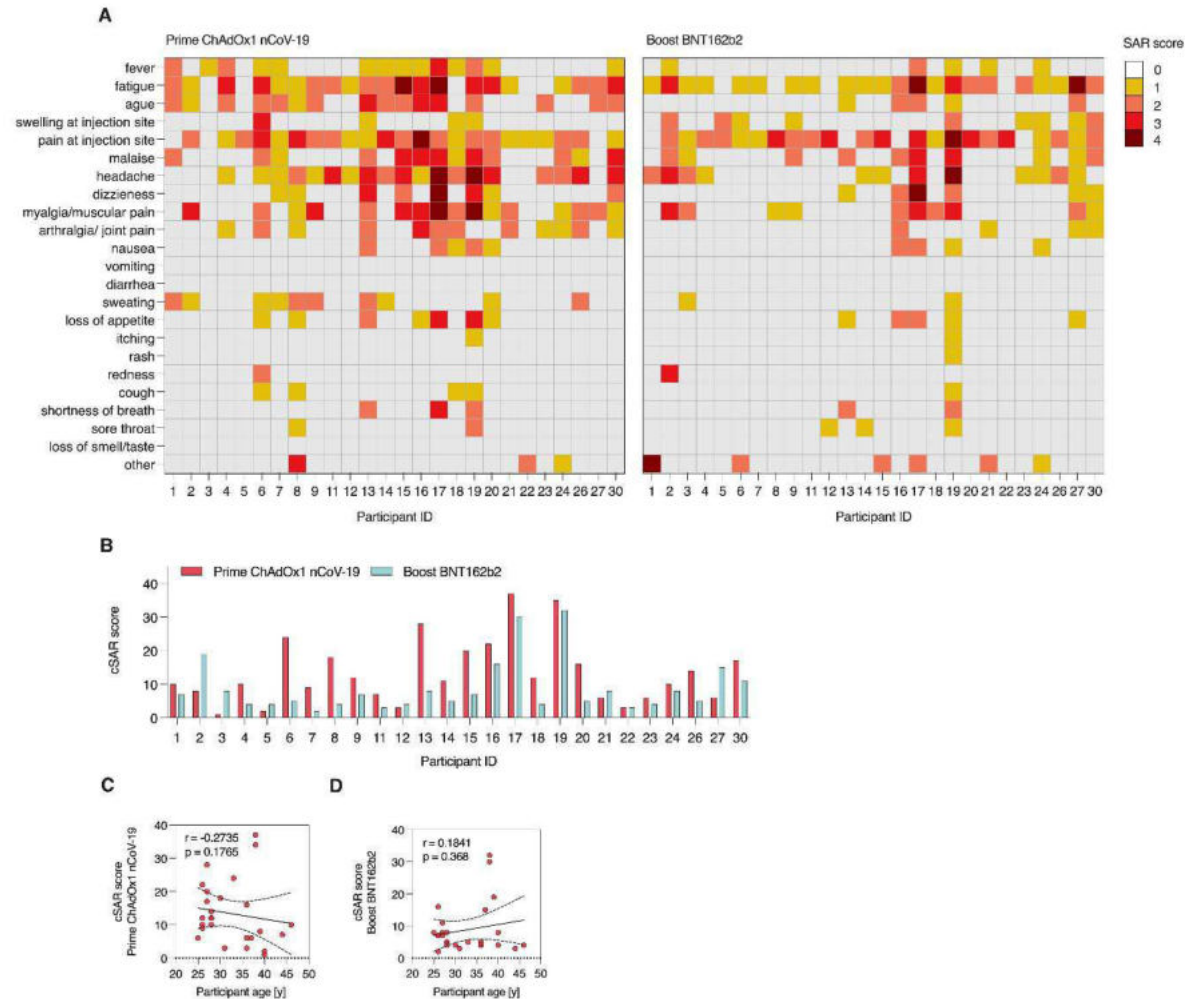 A
Prime ChAdOx1 nCoV-19
Boost BNT162b2
SAR score
0
1
2
3
4
fever
fatigue
ague
swelling at injection site
pain at injection site
malaise
headache
dizzieness
myalgia/muscular pain
arthralgia/ joint pain
nausea
vomiting
diarrhea
sweating
loss of appetite
itching
rash
redness
cough
shortness of breath
sore throat
loss of smell/taste
other
1 2 3 4 5 6 7 8 9 11 12 13 14 15 16 17 18 19 20 21 22 23 24 26 27 30
1 2 3 4 5 6 7 8 9 11 12 13 14 15 16 17 18 19 20 21 22 23 24 26 27 30
Participant ID
Participant ID
B
Prime ChAdOx1 nCoV-19 Boost BNT162b2
cSAR score
40
30
20
10
0
1 2 3 4 5 6 7 8 9 11 12 13 14 15 16 17 18 19 20 21 22 23 24 26 27 30
Participant ID
C
cSAR score
Prime ChAdOx1 nCoV-19
40
30
20
10
0
r = -0.2735
p = 0.1765
20 25 30 35 40 45 50
Participant age [y]
D
cSAR score
Boost BNT162b2
40
30
20
10
0
r = 0.1841
p = 0.368
20 25 30 35 40 45 50
Participant age [y]